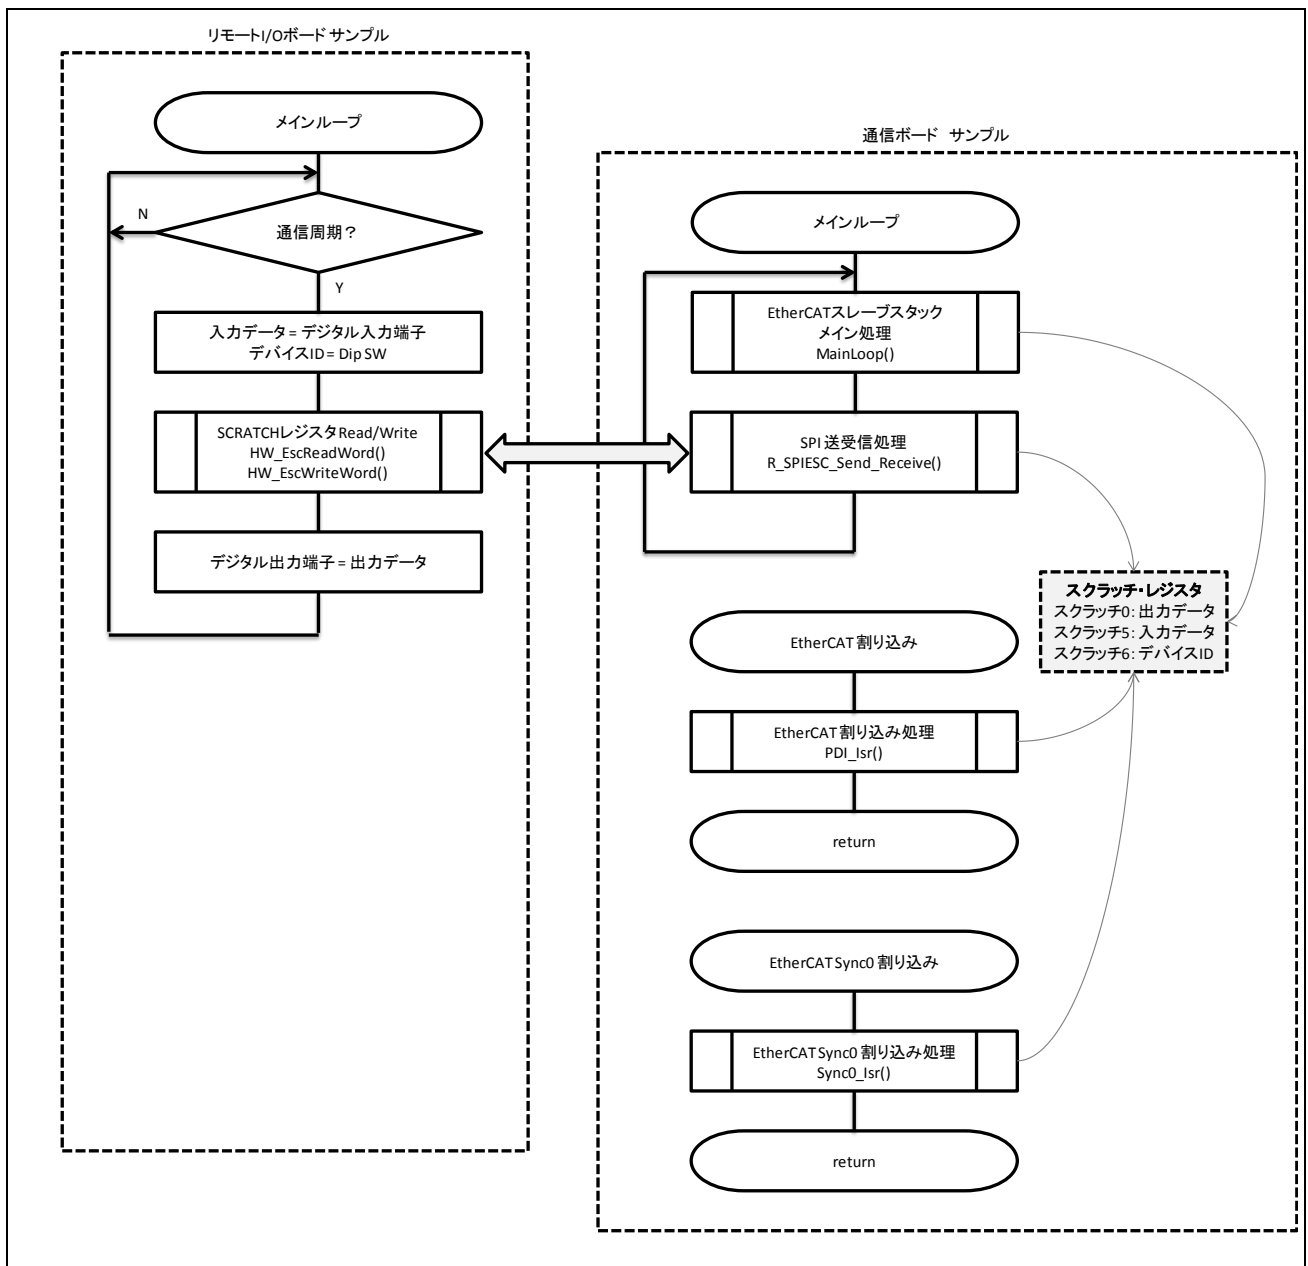 リモートI/Oボード サンプル
メインループ
通信周期？
N
Y
入力データ = デジタル入力端子
デバイスID = Dip SW
SCRATCHレジスタ Read/Write
HW_EscReadWord()
HW_EscWriteWord()
デジタル出力端子 = 出力データ
通信ボード サンプル
メインループ
EtherCATスレーブスタック
メイン処理
MainLoop()
SPI 送受信処理
R_SPIESC_Send_Receive()
スクラッチ・レジスタ
スクラッチ0: 出力データ
スクラッチ5: 入力データ
スクラッチ6: デバイスID
EtherCAT 割り込み
EtherCAT 割り込み処理
PDI_Isr()
return
EtherCAT Sync0 割り込み
EtherCAT Sync0 割り込み処理
Sync0_Isr()
return